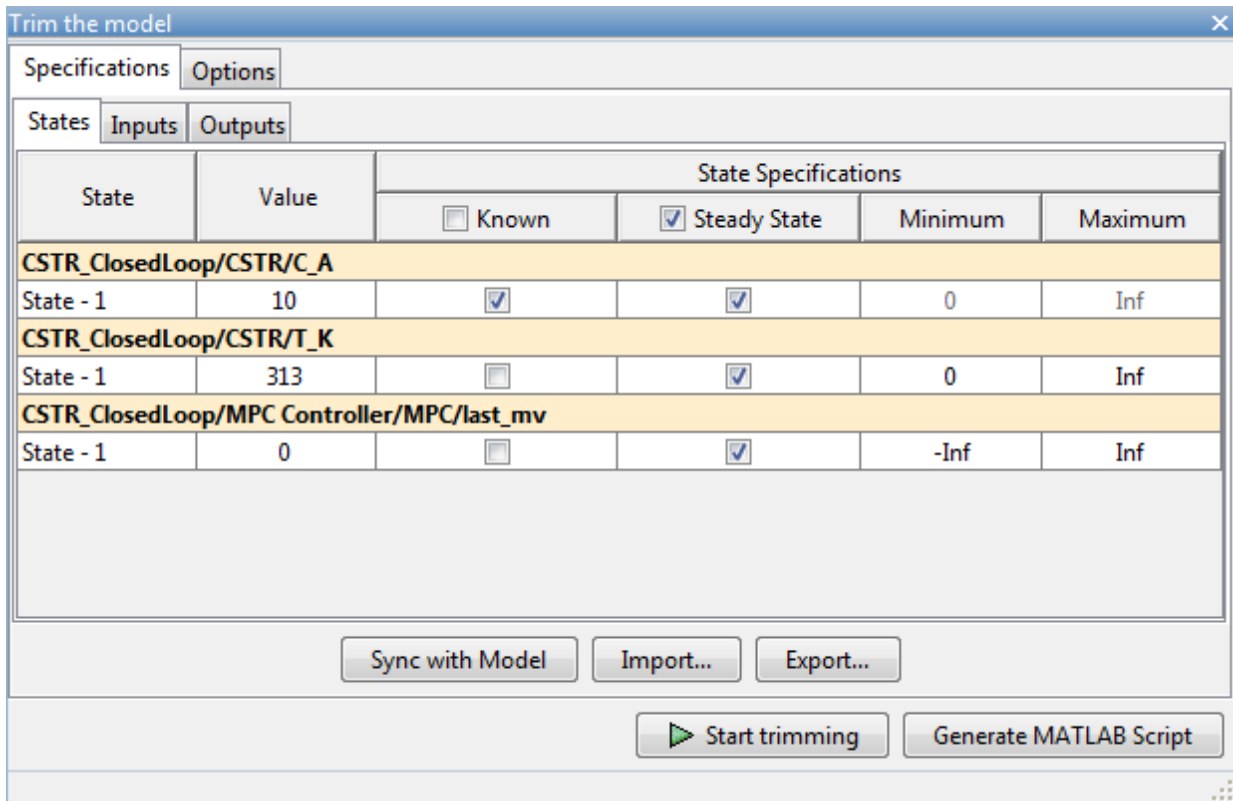 Trim the model
Specifications Options
States Inputs Outputs
State Value State Specifications
Known Steady State Minimum Maximum
CSTR_ClosedLoop/CSTR/C_A
State - 1 10 0 Inf
CSTR_ClosedLoop/CSTR/T_K
State - 1 313 0 Inf
CSTR_ClosedLoop/MPC Controller/MPC/last_mv
State - 1 0 -Inf Inf
Sync with Model Import... Export...
Start trimming Generate MATLAB Script